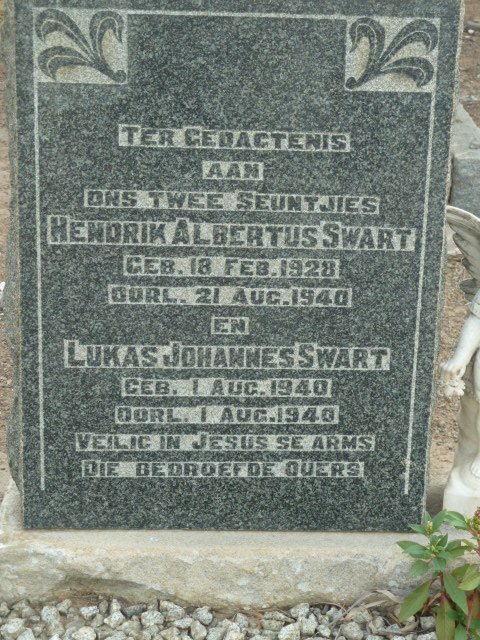 TER GEDAGTENIS
AAN
ONS TWEE SEUNTJIES
HENDRIK ALBERTUS SWART
GEB. 18 FEB. 1928
OORL. 21 AUG. 1940
EN
LUKAS JOHANNES SWART
GEB. 1 AUG. 1940
OORL. 1 AUG. 1940
VEILIG IN JESUS SE ARMS
DIE BEDROEFDE OUERS